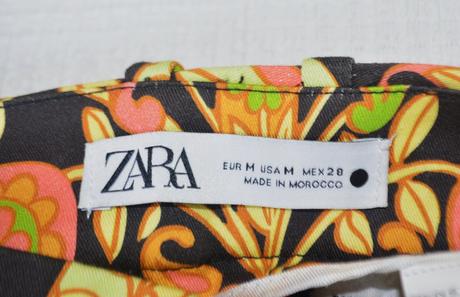 ZARA
EUR M USA M MEX 28
MADE IN MOROCCO